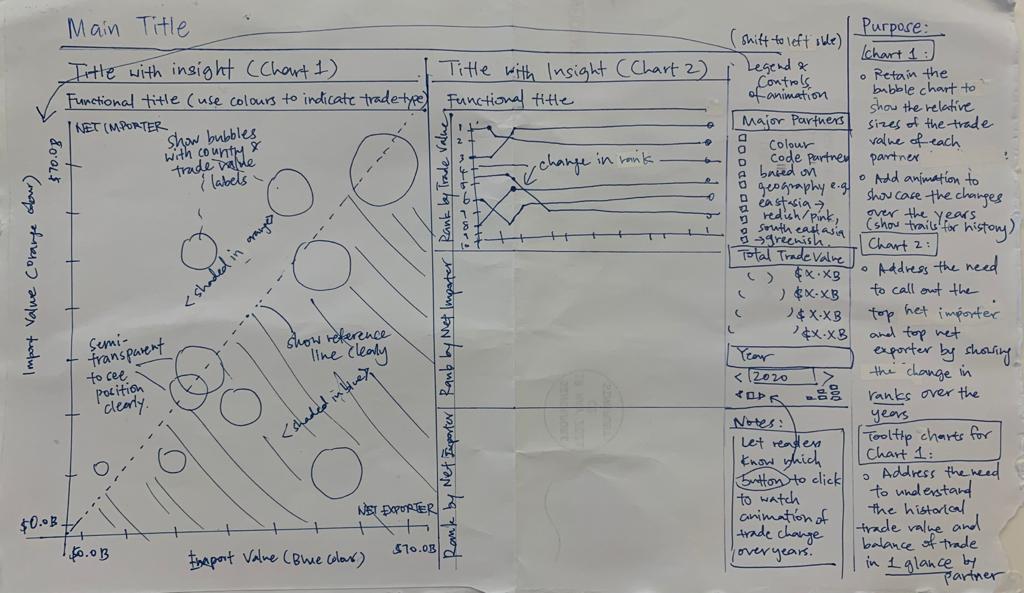 Main Title
Title with insight (Chart 1)
Functional title (use colours to indicate trade type)
NET IMPORTER
Show bubbles
with country &
trade value
labels
$70.0B
Import Value (Orange colour)
<shaded in orange>
Semi-
transparent
to see
position
clearly.
show reference
line clearly
<shaded in blue>
NET EXPORTER
$0.0B
$0.0B
Import Value (Blue colour)
$70.0B
Title with Insight (Chart 2)
Functional title
Rank by Trade Value
change in rank
Rank by Net Importer
Rank by Net Exporter
(shift to left side)
Legend &
Controls
of animation
Major Partners
colour
code partner
based on
geography e.g.
east asia →
redish/pink,
south east asia
→ greenish.
Total Trade Value
( ) $X.XB
( ) $X.XB
( ) $X.XB
( ) $X.XB
Year
< 2020 >
Notes:
Let readers
know which
button to click
to watch
animation of
trade change
over years.
Purpose:
Chart 1:
Retain the
bubble chart to
show the relative
sizes of the trade
value of each
partner
Add animation to
showcase the changes
over the years
(show trails for history)
Chart 2:
Address the need
to call out the
top net importer
and top net
exporter by showing
the change in
ranks over the
years
Tooltip charts for
Chart 1:
Address the need
to understand
the historical
trade value and
balance of trade
in 1 glance by
partner